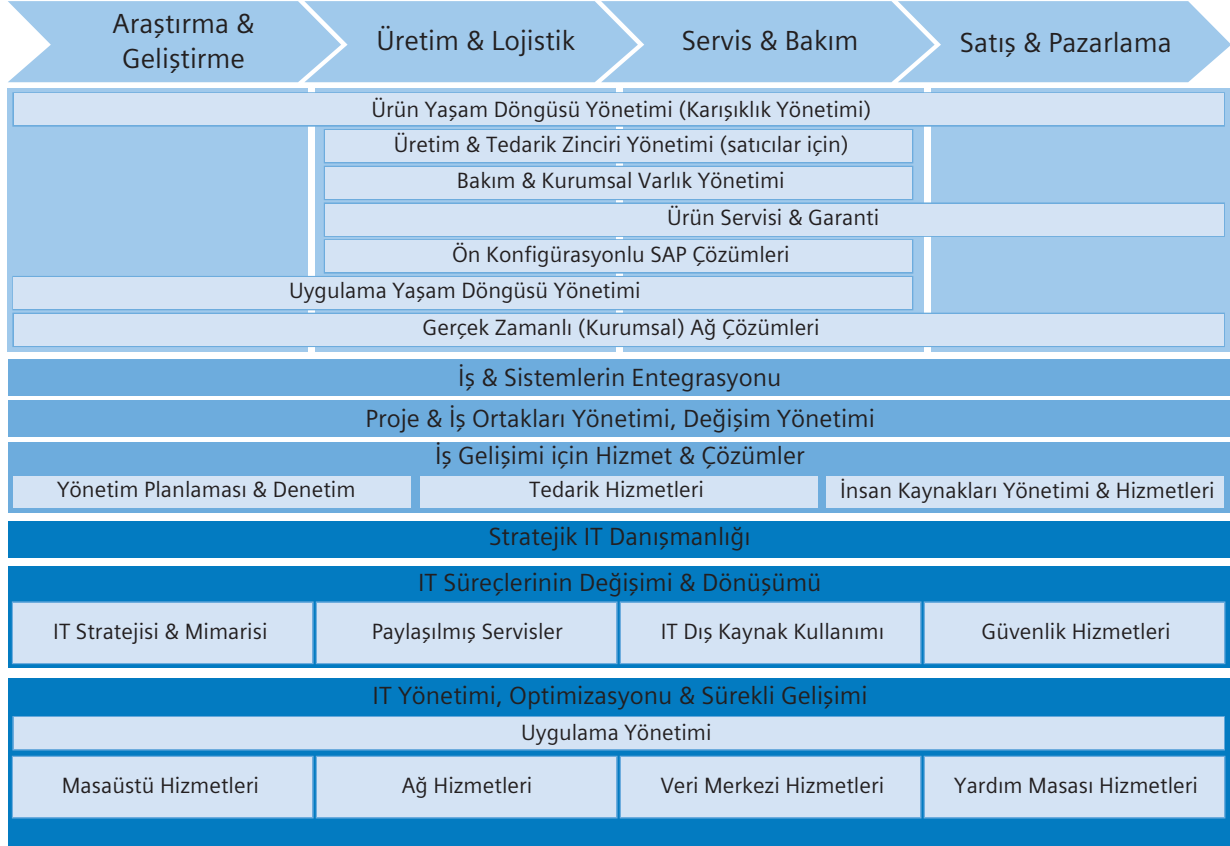 Araştırma &
Geliştirme
Üretim & Lojistik
Servis & Bakım
Satış & Pazarlama
Ürün Yaşam Döngüsü Yönetimi (Karışıklık Yönetimi)
Üretim & Tedarik Zinciri Yönetimi (satıcılar için)
Bakım & Kurumsal Varlık Yönetimi
Ürün Servisi & Garanti
Ön Konfigürasyonlu SAP Çözümleri
Uygulama Yaşam Döngüsü Yönetimi
Gerçek Zamanlı (Kurumsal) Ağ Çözümleri
İş & Sistemlerin Entegrasyonu
Proje & İş Ortakları Yönetimi, Değişim Yönetimi
İş Gelişimi için Hizmet & Çözümler
Yönetim Planlaması & Denetim
Tedarik Hizmetleri
İnsan Kaynakları Yönetimi & Hizmetleri
Stratejik IT Danışmanlığı
IT Süreçlerinin Değişimi & Dönüşümü
IT Stratejisi & Mimarisi
Paylaşılmış Servisler
IT Dış Kaynak Kullanımı
Güvenlik Hizmetleri
IT Yönetimi, Optimizasyonu & Sürekli Gelişimi
Uygulama Yönetimi
Masaüstü Hizmetleri
Ağ Hizmetleri
Veri Merkezi Hizmetleri
Yardım Masası Hizmetleri